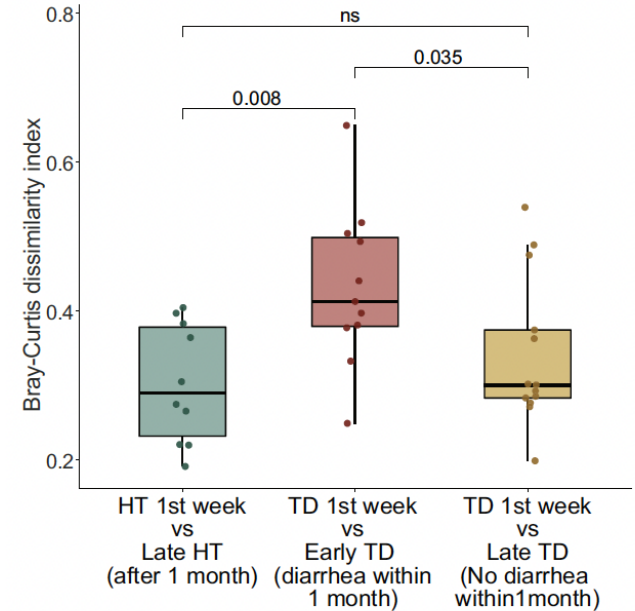 0.8
ns
0.035
0.008
0.6
Bray-Curtis dissimilarity index
0.4
0.2
HT 1st week
vs
Late HT
(after 1 month)
TD 1st week
vs
Early TD
(diarrhea within
1 month)
TD 1st week
vs
Late TD
(No diarrhea
within1month)